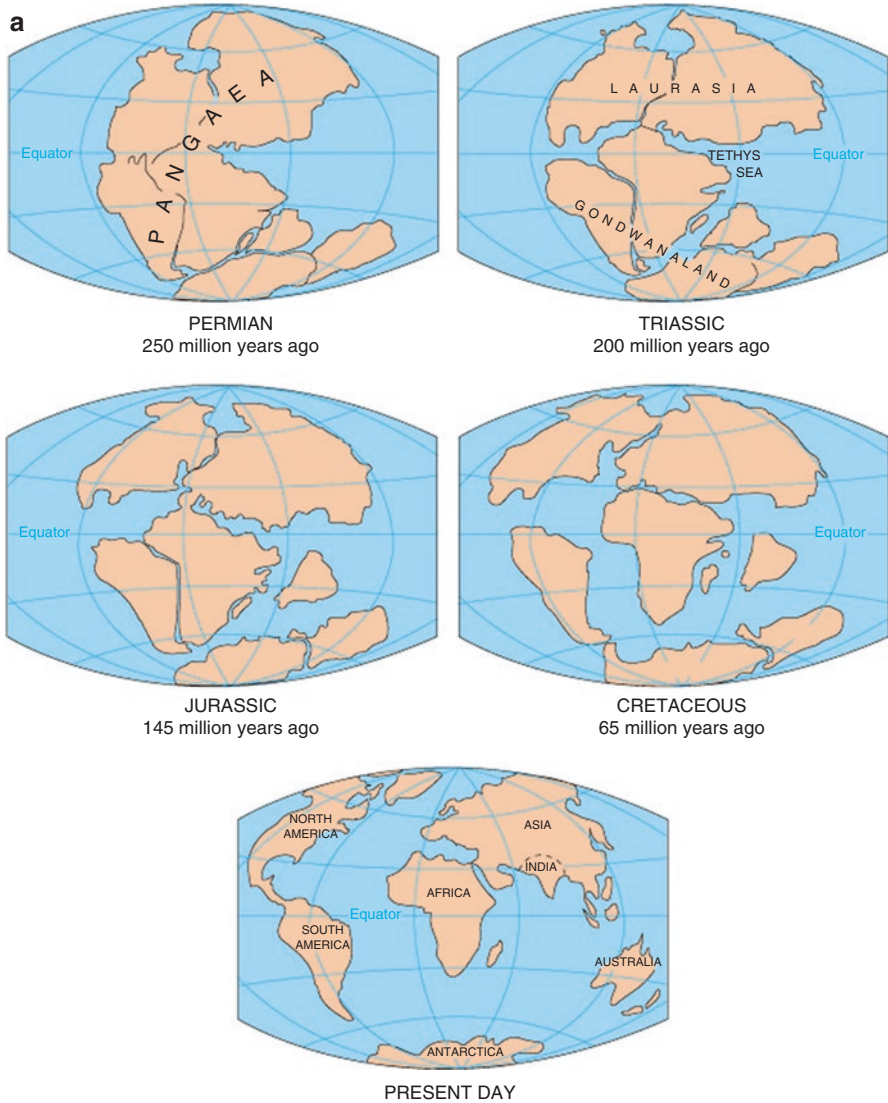 a
PANGAEA
Equator
PERMIAN
250 million years ago
LAURASIA
TETHYS
SEA
Equator
GONDWANALAND
TRIASSIC
200 million years ago
Equator
JURASSIC
145 million years ago
Equator
CRETACEOUS
65 million years ago
NORTH
AMERICA
ASIA
INDIA
AFRICA
Equator
SOUTH
AMERICA
AUSTRALIA
ANTARCTICA
PRESENT DAY